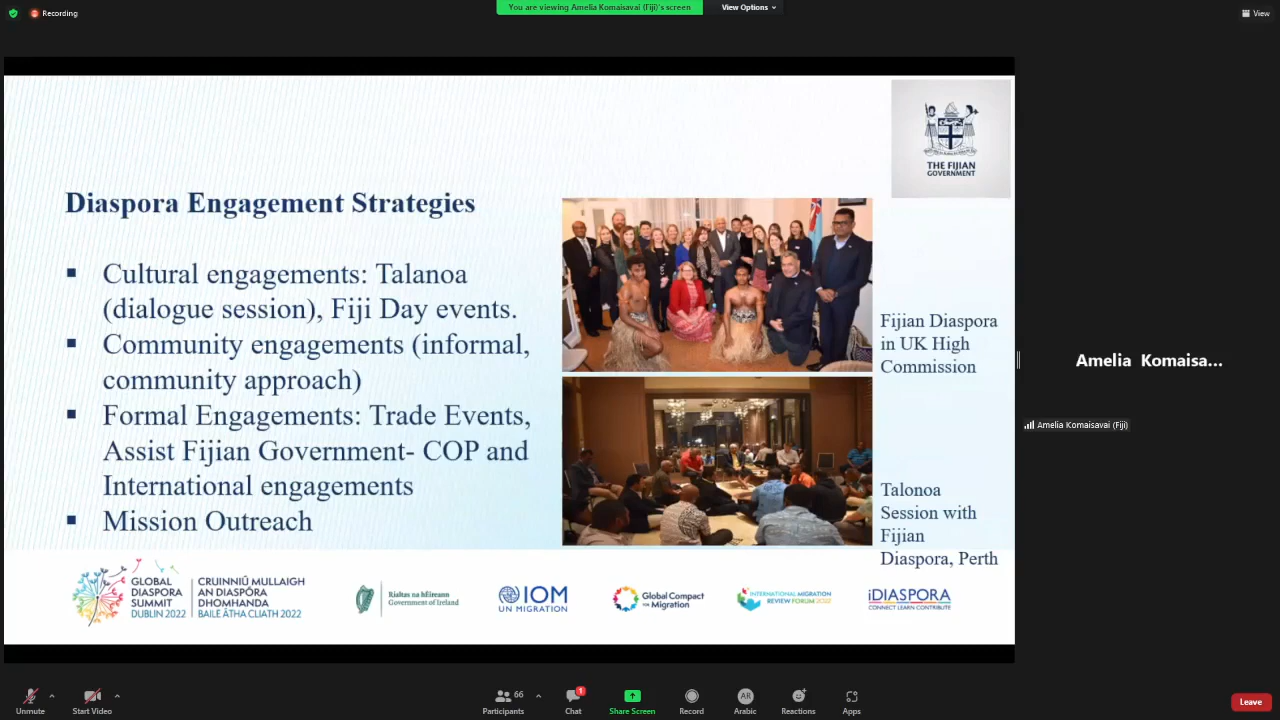 Recording
You are viewing Amelia Komaisavai (Fiji)'s screen
View Options
View
THE FIJIAN
GOVERNMENT
Diaspora Engagement Strategies
Cultural engagements: Talanoa
(dialogue session), Fiji Day events.
Community engagements (informal,
community approach)
Formal Engagements: Trade Events,
Assist Fijian Government- COP and
International engagements
Mission Outreach
Fijian Diaspora
in UK High
Commission
Talonoa
Session with
Fijian
Diaspora, Perth
Amelia Komaisa...
Amelia Komaisavai (Fiji)
GLOBAL
DIASPORA
SUMMIT
DUBLIN 2022
CRUINNIÚ MULLAIGH
AN DIASPÓRA
DHOMHANDA
BAILE ÁTHA CLIATH 2022
Rialtas na hÉireann
Government of Ireland
IOM
UN MIGRATION
Global Compact
for Migration
INTERNATIONAL MIGRATION
REVIEW FORUM 2022
iDIASPORA
CONNECT LEARN CONTRIBUTE
Unmute
Start Video
66
Participants
1
Chat
Share Screen
Record
AR
Arabic
Reactions
Apps
Leave